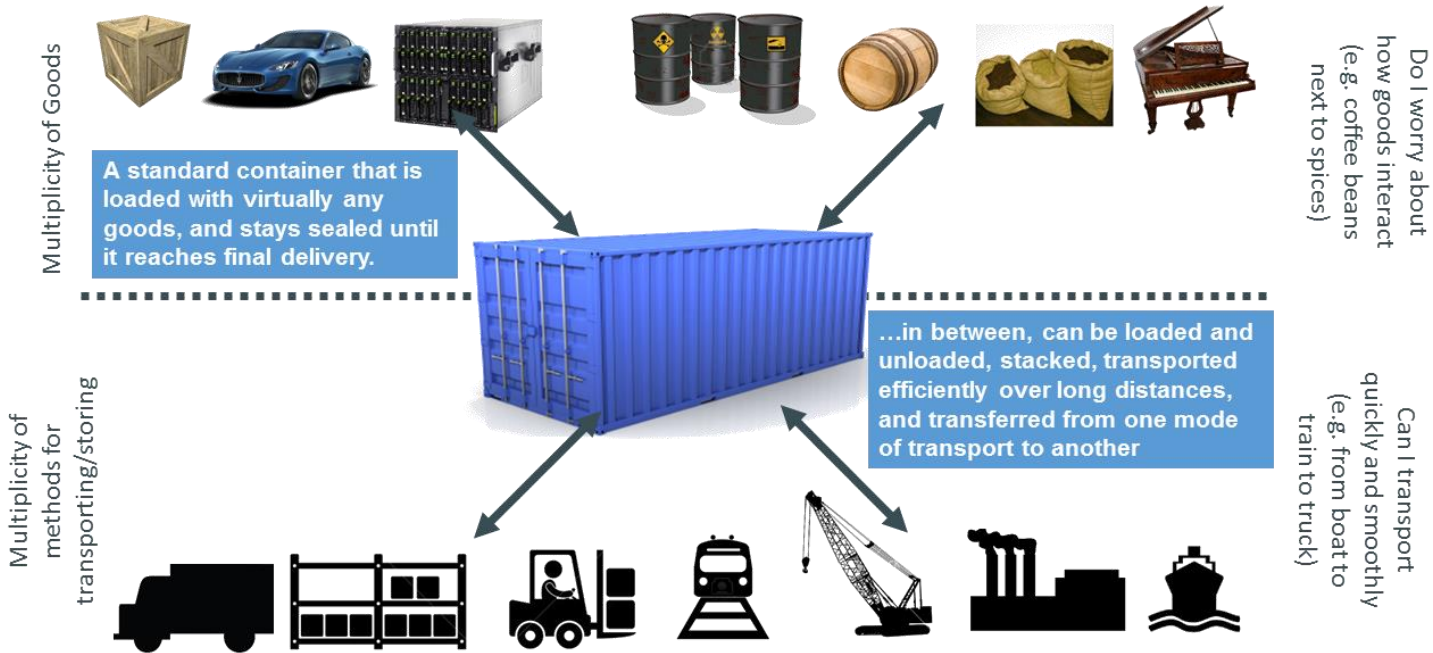 Multiplicity of Goods
Do I worry about
how goods interact
(e.g. coffee beans
next to spices)
A standard container that is
loaded with virtually any
goods, and stays sealed until
it reaches final delivery.
…in between, can be loaded and
unloaded, stacked, transported
efficiently over long distances,
and transferred from one mode
of transport to another
Multiplicity of
methods for
transporting/storing
Can I transport
quickly and smoothly
(e.g. from boat to
train to truck)